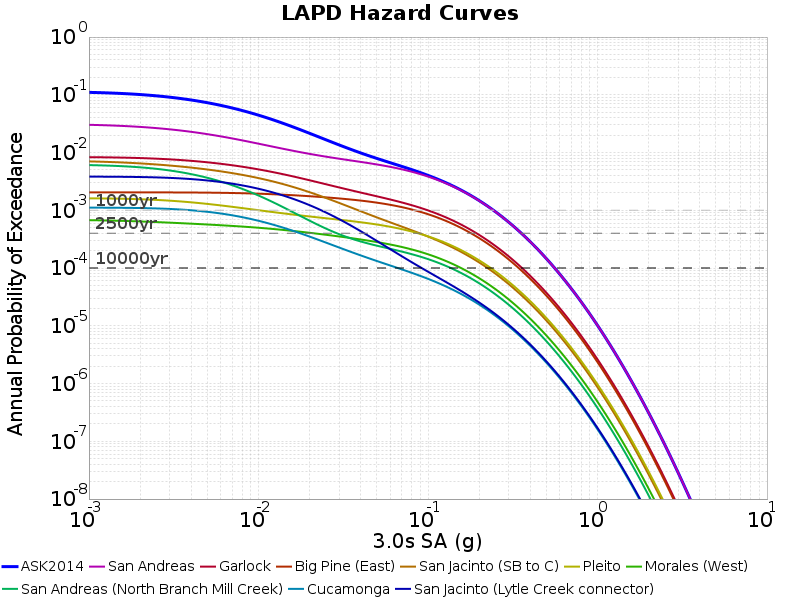 LAPD Hazard Curves
Annual Probability of Exceedance
10^0
10^-1
10^-2
10^-3
10^-4
10^-5
10^-6
10^-7
10^-8
1000yr
2500yr
10000yr
10^-3 10^-2 10^-1 10^0 10^1
3.0s SA (g)
ASK2014 San Andreas Garlock Big Pine (East) San Jacinto (SB to C) Pleito Morales (West)
San Andreas (North Branch Mill Creek) Cucamonga San Jacinto (Lytle Creek connector)